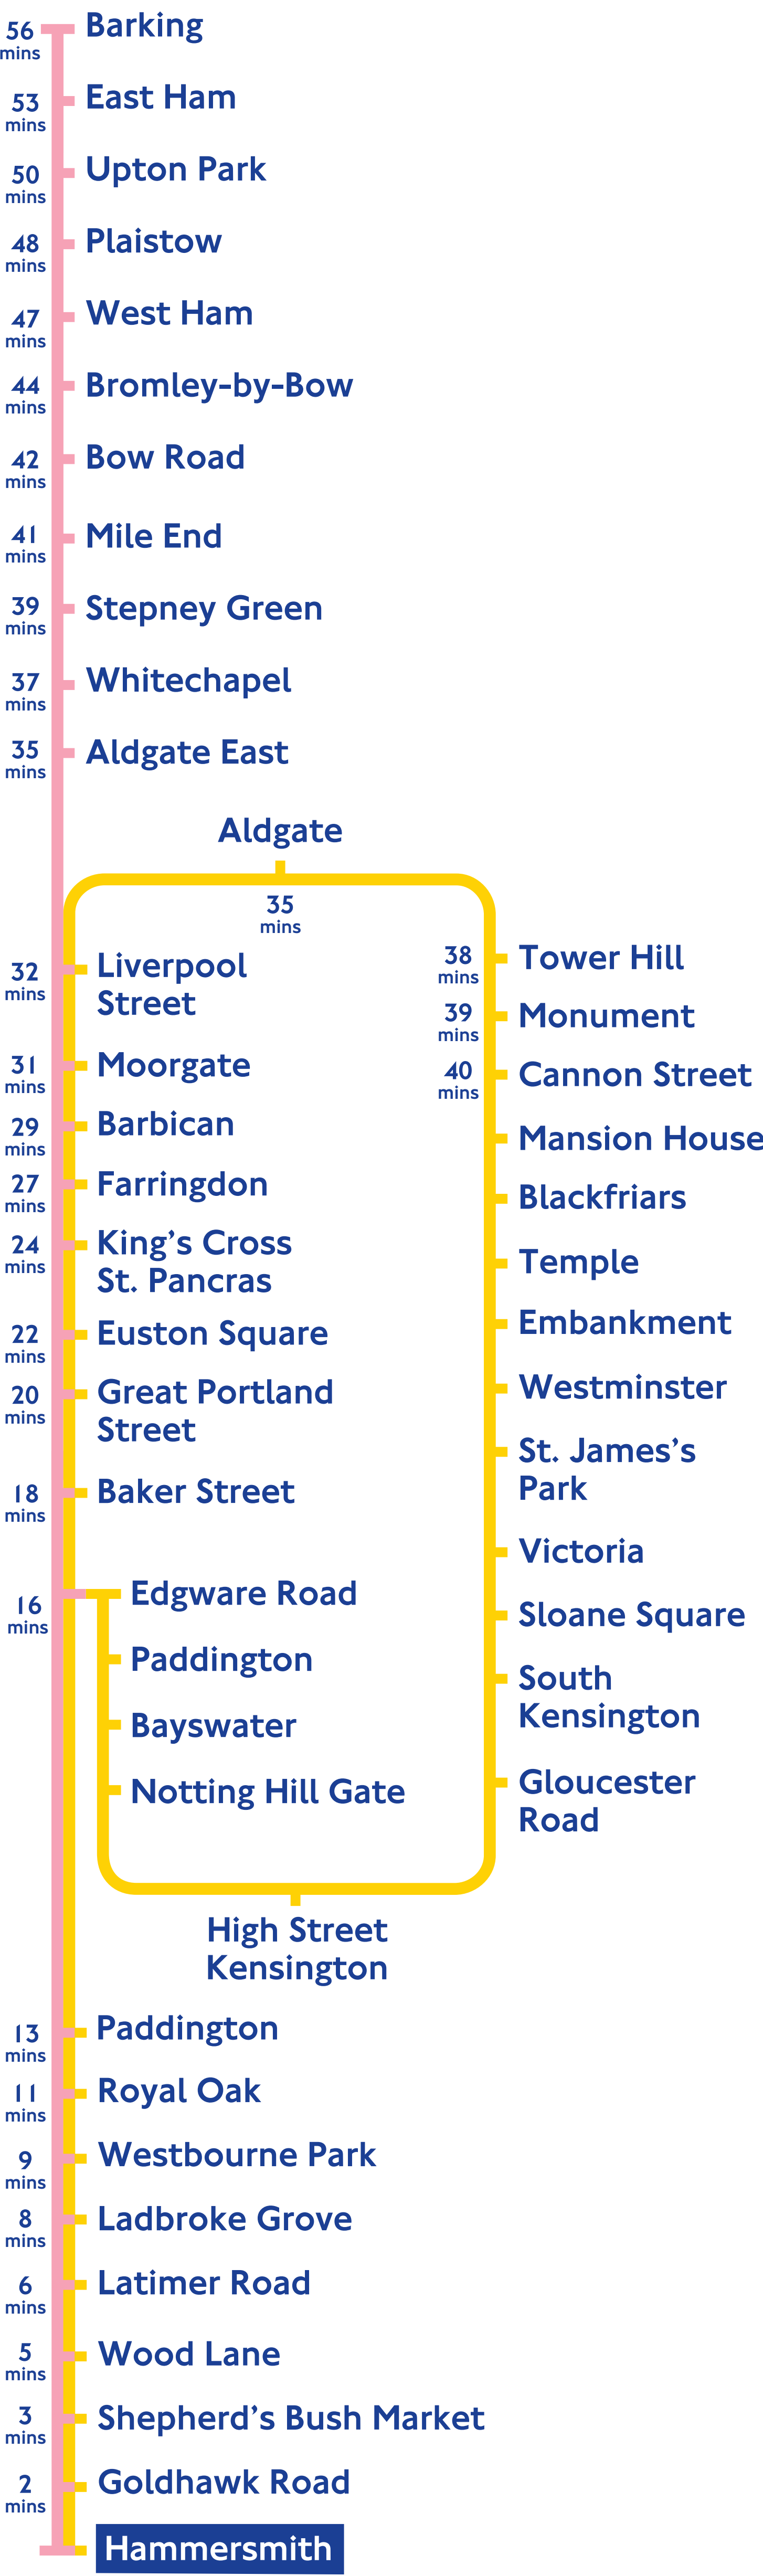 56
mins
Barking
53
mins
East Ham
50
mins
Upton Park
48
mins
Plaistow
47
mins
West Ham
44
mins
Bromley-by-Bow
42
mins
Bow Road
41
mins
Mile End
39
mins
Stepney Green
37
mins
Whitechapel
35
mins
Aldgate East
Aldgate
35
mins
32
mins
Liverpool
Street
31
mins
Moorgate
29
mins
Barbican
27
mins
Farringdon
24
mins
King's Cross
St. Pancras
22
mins
Euston Square
20
mins
Great Portland
Street
18
mins
Baker Street
16
mins
Edgware Road
Paddington
Bayswater
Notting Hill Gate
38
mins
Tower Hill
39
mins
Monument
40
mins
Cannon Street
Mansion House
Blackfriars
Temple
Embankment
Westminster
St. James's
Park
Victoria
Sloane Square
South
Kensington
Gloucester
Road
High Street
Kensington
13
mins
Paddington
11
mins
Royal Oak
9
mins
Westbourne Park
8
mins
Ladbroke Grove
6
mins
Latimer Road
5
mins
Wood Lane
3
mins
Shepherd's Bush Market
2
mins
Goldhawk Road
Hammersmith